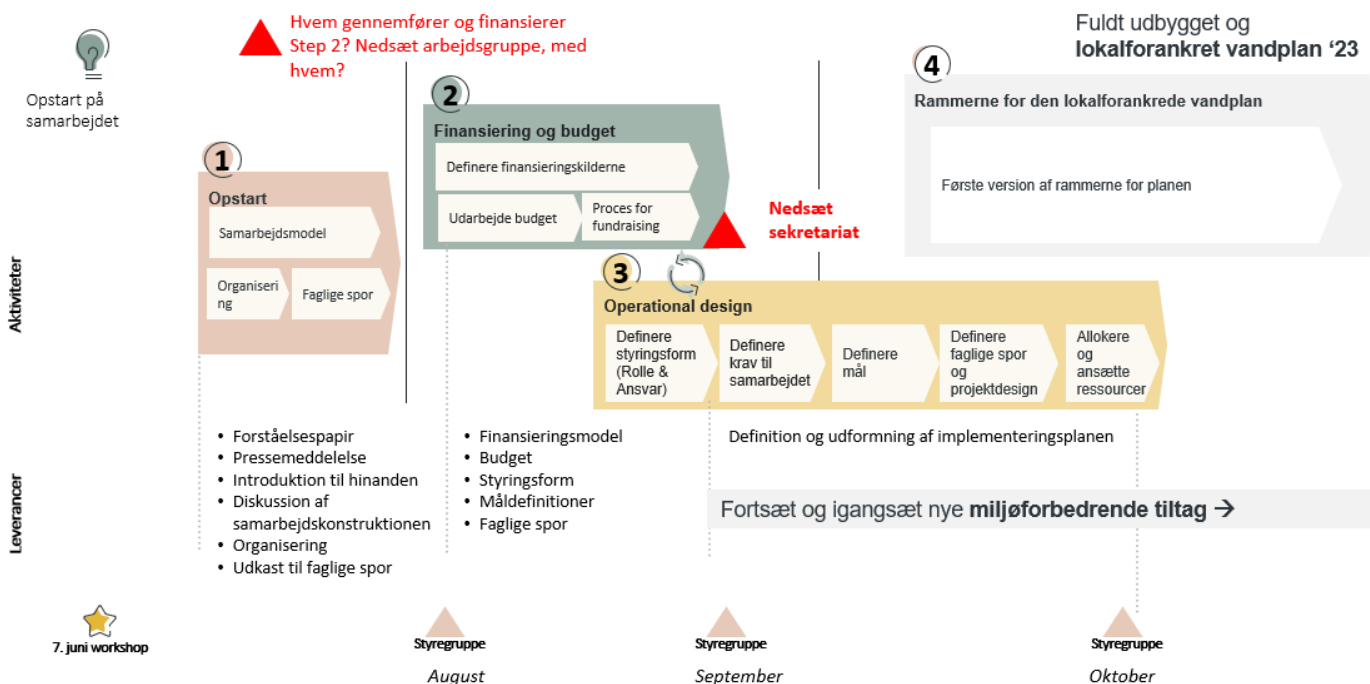 Hvem gennemfører og finansierer
Step 2? Nedsæt arbejdsgruppe, med
hvem?
Fuldt udbygget og
lokalforankret vandplan ‘23
Opstart på
samarbejdet
1
Opstart
Samarbejdsmodel
Organiseri
ng
Faglige spor
2
Finansiering og budget
Definere finansieringskilderne
Udarbejde budget
Proces for
fundraising
Nedsæt
sekretariat
3
Operational design
Definere
styringsform
(Rolle &
Ansvar)
Definere
krav til
samarbejdet
Definere
mål
Definere
faglige spor
og
projektdesign
Allokere
og
ansætte
ressourcer
4
Rammerne for den lokalforankrede vandplan
Første version af rammerne for planen
Aktiviteter
Leverancer
• Forståelsespapir
• Pressemeddelelse
• Introduktion til hinanden
• Diskussion af
samarbejdskonstruktionen
• Organisering
• Udkast til faglige spor
• Finansieringsmodel
• Budget
• Styringsform
• Måldefinitioner
• Faglige spor
Definition og udformning af implementeringsplanen
Fortsæt og igangsæt nye miljøforbedrende tiltag →
7. juni workshop
Styregruppe
August
Styregruppe
September
Styregruppe
Oktober